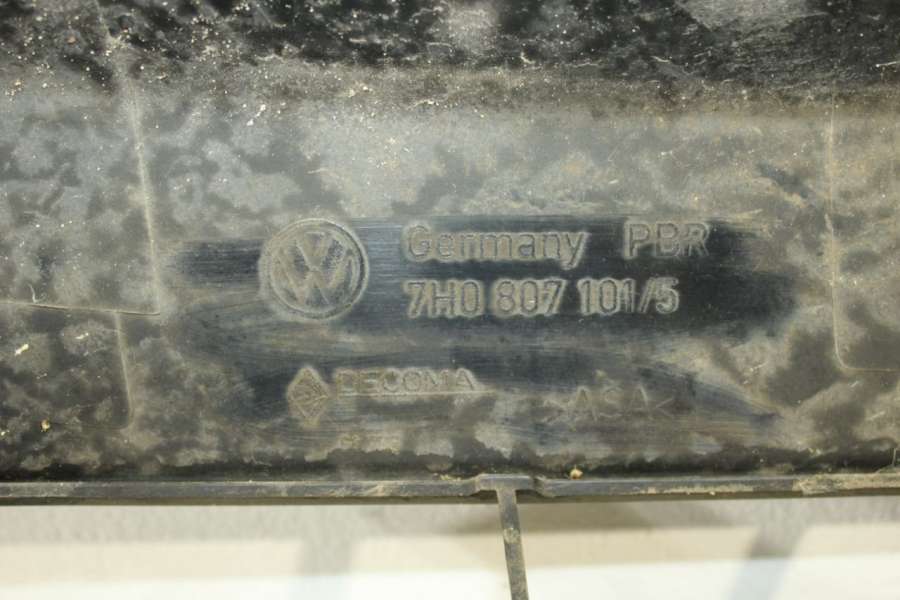 Germany PBR
7H0 807 101/5
DECOMA
>ASA<